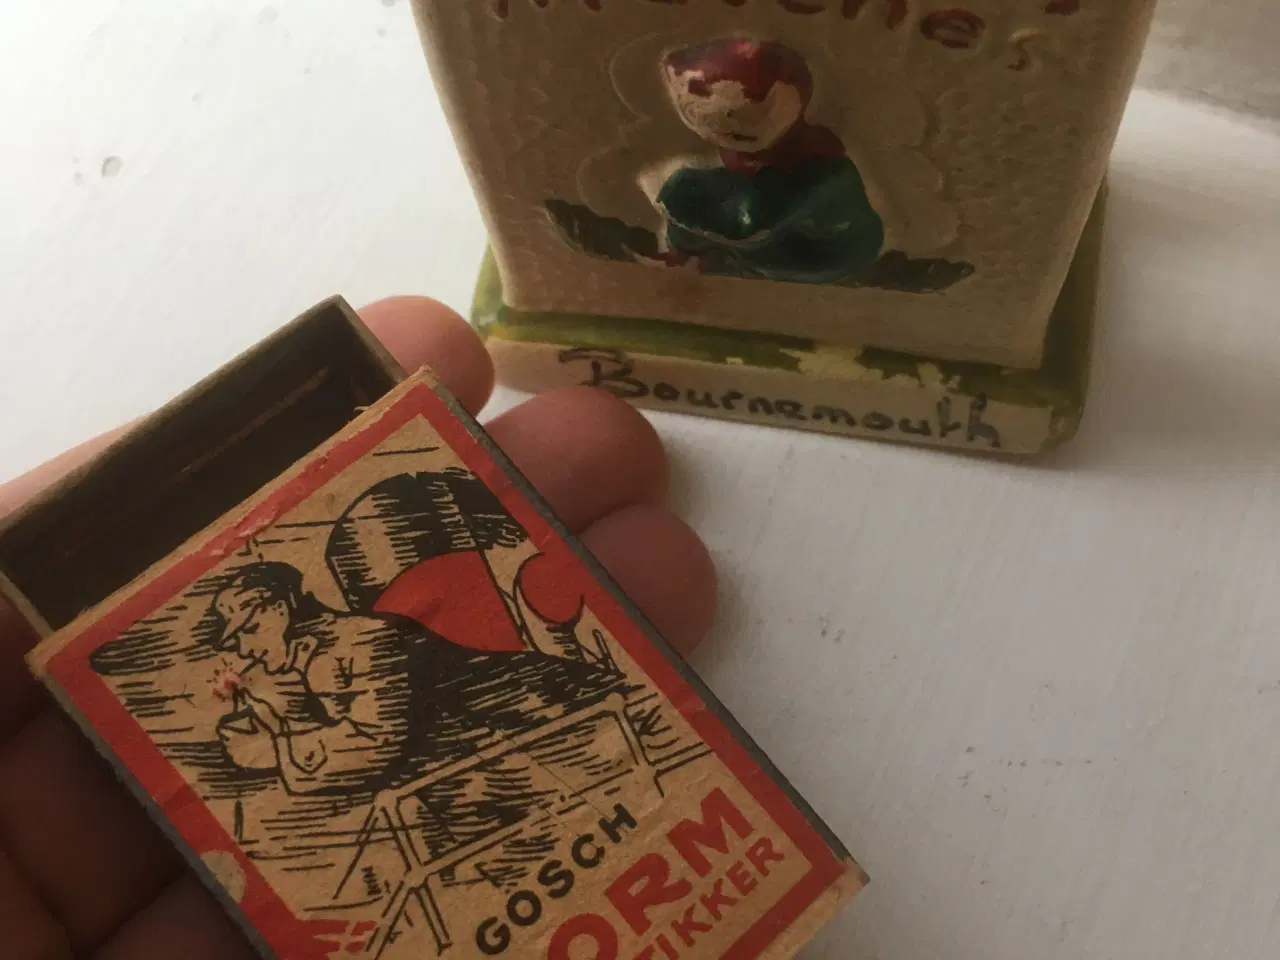 Matches
Bournemouth
GOSCH
ORM
TIKKER